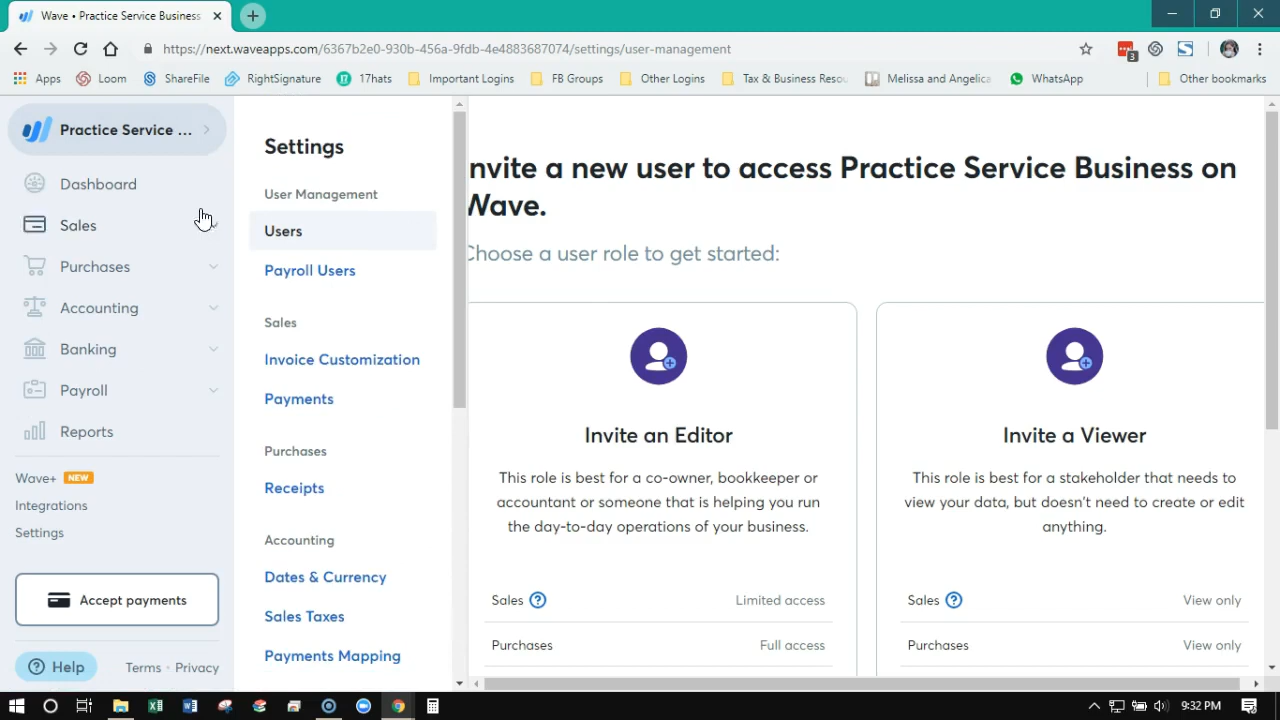 Wave • Practice Service Business
https://next.waveapps.com/6367b2e0-930b-456a-9fdb-4e4883687074/settings/user-management
3
Apps
Loom
ShareFile
RightSignature
17hats
Important Logins
FB Groups
Other Logins
Tax & Business Resou
Melissa and Angelica
WhatsApp
Other bookmarks
Practice Service ...
Dashboard
Sales
Purchases
Accounting
Banking
Payroll
Reports
Wave+ NEW
Integrations
Settings
Accept payments
Help
Terms · Privacy
Settings
User Management
Users
Payroll Users
Sales
Invoice Customization
Payments
Purchases
Receipts
Accounting
Dates & Currency
Sales Taxes
Payments Mapping
nvite a new user to access Practice Service Business on
Wave.
Choose a user role to get started:
Invite an Editor
This role is best for a co-owner, bookkeeper or
accountant or someone that is helping you run
the day-to-day operations of your business.
Sales ? Limited access
Purchases Full access
Invite a Viewer
This role is best for a stakeholder that needs to
view your data, but doesn't need to create or edit
anything.
Sales ? View only
Purchases View only
9:32 PM